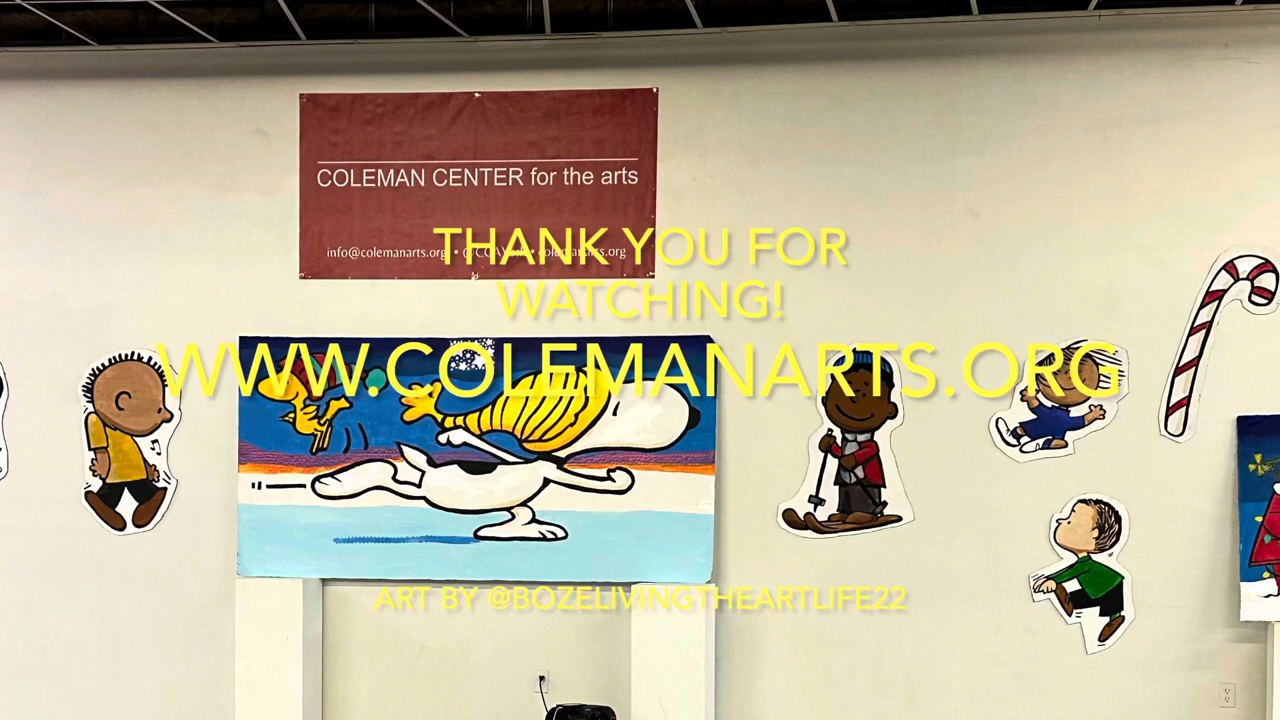 COLEMAN CENTER for the arts
info@colemanarts.org •
THANK YOU FOR
WATCHING!
WWW.COLEMANARTS.ORG
ART BY @BOZELIVINGTHEARTLIFE22